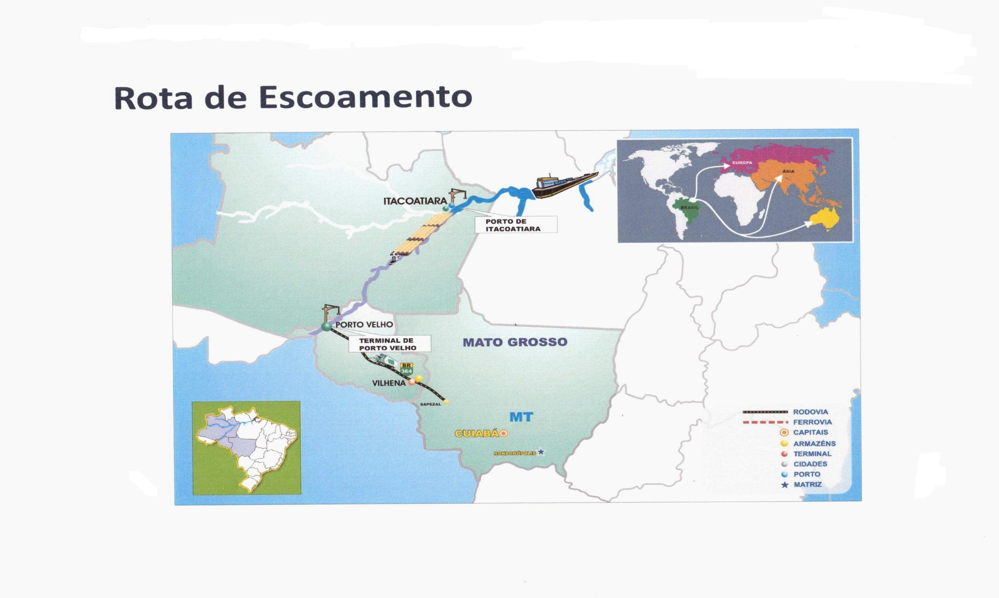 Rota de Escoamento
EUROPA
ÁSIA
BRASIL
ITACOATIARA
PORTO DE
ITACOATIARA
PORTO VELHO
TERMINAL DE
PORTO VELHO
MATO GROSSO
BR
364
VILHENA
SAPEZAL
MT
CUIABÁ
RONDONÓPOLIS
RODOVIA
FERROVIA
CAPITAIS
ARMAZÉNS
TERMINAL
CIDADES
PORTO
MATRIZ